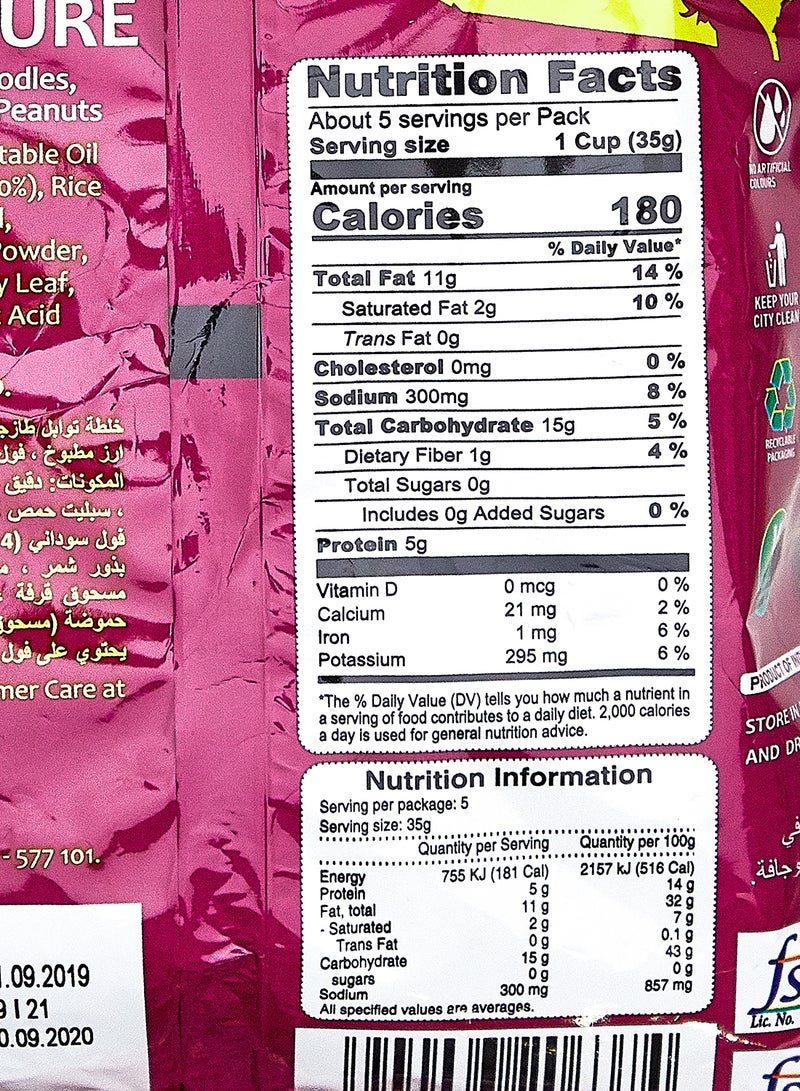 URE
odles,
Peanuts
table Oil
0%), Rice
Powder,
y Leaf,
Acid
خلطة توابل طازج
ارز مطبوخ ، فول
المكونات: دقيق
، سبليت حمص
فول سوداني (4
بذور شمر ،
مسحوق قرفة
حموضة (مسحوق
يحتوي على فول
mer Care at
- 577 101.
1.09.2019
9 I 21
0.09.2020
Nutrition Facts
About 5 servings per Pack
Serving size 1 Cup (35g)
Amount per serving
Calories 180
% Daily Value*
Total Fat 11g 14 %
Saturated Fat 2g 10 %
Trans Fat 0g
Cholesterol 0mg 0 %
Sodium 300mg 8 %
Total Carbohydrate 15g 5 %
Dietary Fiber 1g 4 %
Total Sugars 0g
Includes 0g Added Sugars 0 %
Protein 5g
Vitamin D 0 mcg 0 %
Calcium 21 mg 2 %
Iron 1 mg 6 %
Potassium 295 mg 6 %
*The % Daily Value (DV) tells you how much a nutrient in
a serving of food contributes to a daily diet. 2,000 calories
a day is used for general nutrition advice.
Nutrition Information
Serving per package: 5
Serving size: 35g
Quantity per Serving Quantity per 100g
Energy 755 KJ (181 Cal) 2157 kJ (516 Cal)
Protein 5 g 14 g
Fat, total 11 g 32 g
- Saturated 2 g 7 g
Trans Fat 0 g 0.1 g
Carbohydrate 15 g 43 g
sugars 0 g 0 g
Sodium 300 mg 857 mg
All specified values are averages.
NO ARTIFICIAL
COLOURS
KEEP YOUR
CITY CLEAN
RECYCLABLE
PACKAGING
PRODUCT OF IN
STORE IN
AND DR
في
وجافة.
fs
Lic. No.